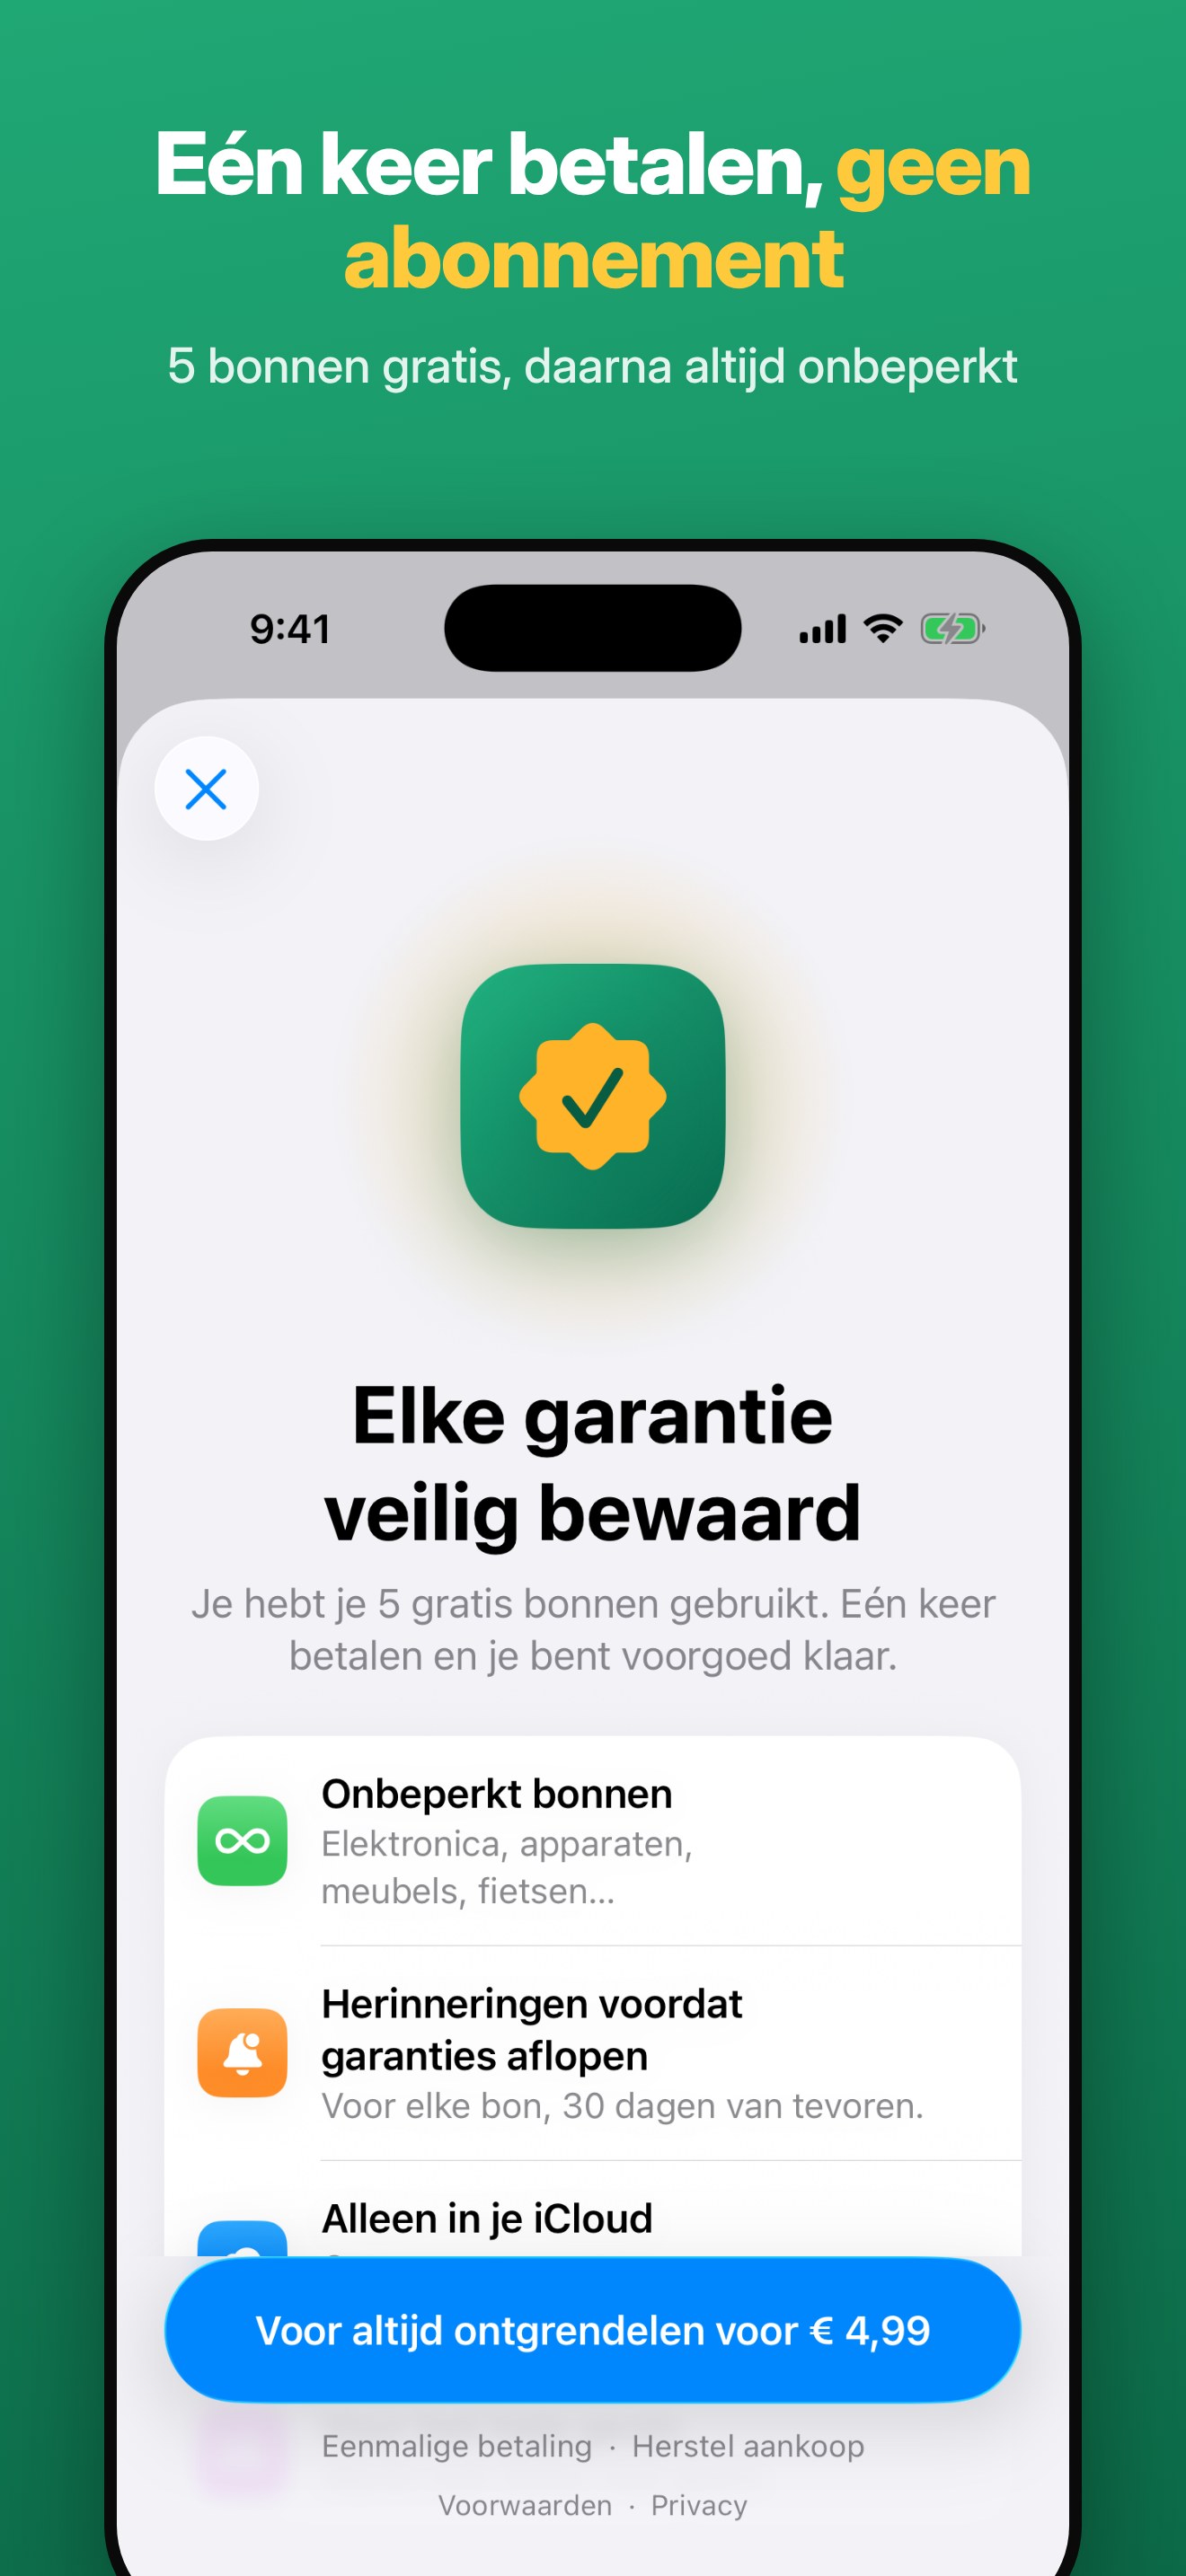 Eén keer betalen, geen
abonnement
5 bonnen gratis, daarna altijd onbeperkt
9:41
Elke garantie
veilig bewaard
Je hebt je 5 gratis bonnen gebruikt. Eén keer
betalen en je bent voorgoed klaar.
Onbeperkt bonnen
Elektronica, apparaten,
meubels, fietsen...
Herinneringen voordat
garanties aflopen
Voor elke bon, 30 dagen van tevoren.
Alleen in je iCloud
Voor altijd ontgrendelen voor € 4,99
Eenmalige betaling · Herstel aankoop
Voorwaarden · Privacy